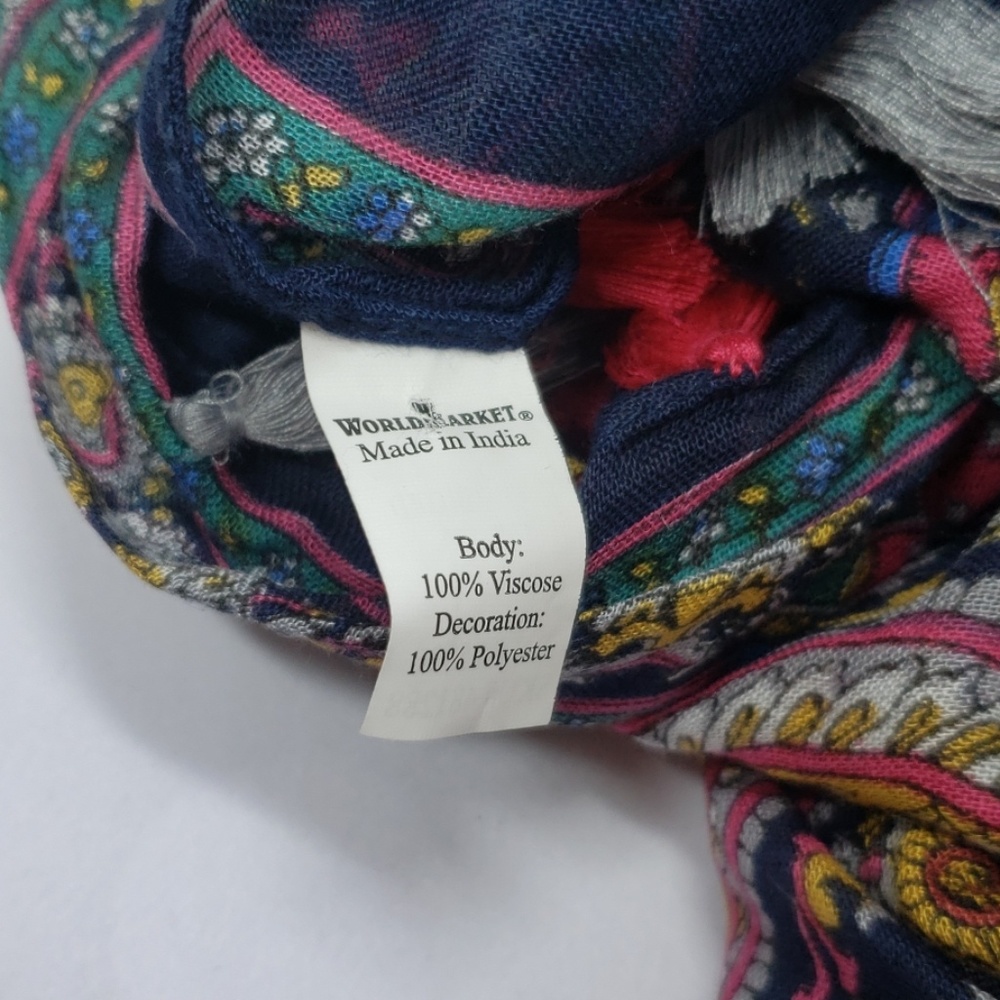 WORLD MARKET®
Made in India
Body:
100% Viscose
Decoration:
100% Polyester